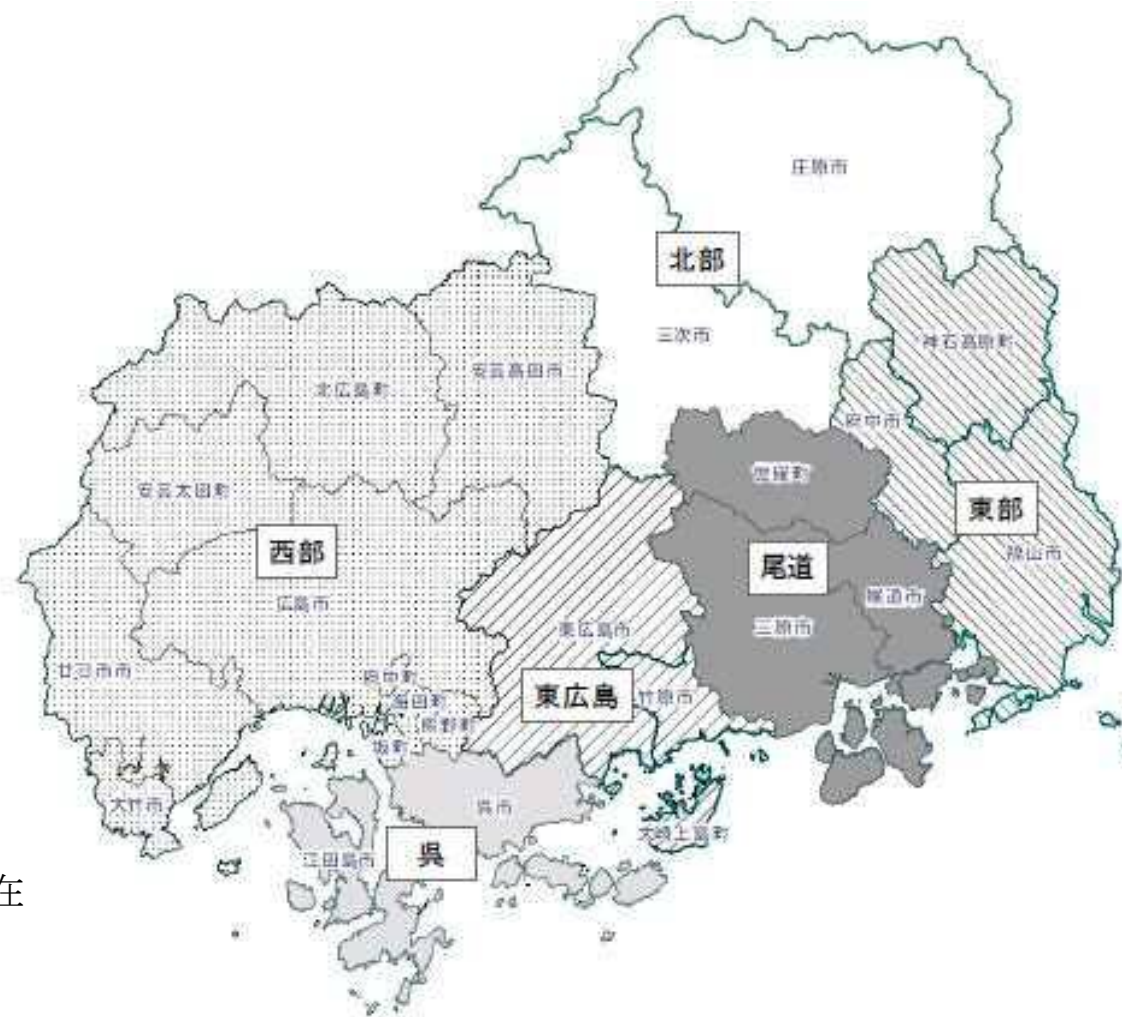 庄原市
北部
三次市
神石高原町
安芸高田市
北広島町
府中市
世羅町
安芸太田町
東部
西部
尾道
福山市
広島市
尾道市
東広島市
三原市
廿日市市
府中町
海田町
東広島
竹原市
熊野町
坂町
大竹市
呉市
大崎上島町
呉
江田島市
在